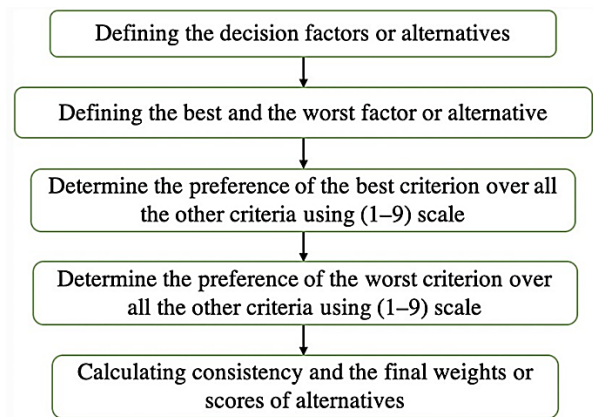 Defining the decision factors or alternatives
Defining the best and the worst factor or alternative
Determine the preference of the best criterion over all
the other criteria using (1–9) scale
Determine the preference of the worst criterion over
all the other criteria using (1–9) scale
Calculating consistency and the final weights or
scores of alternatives